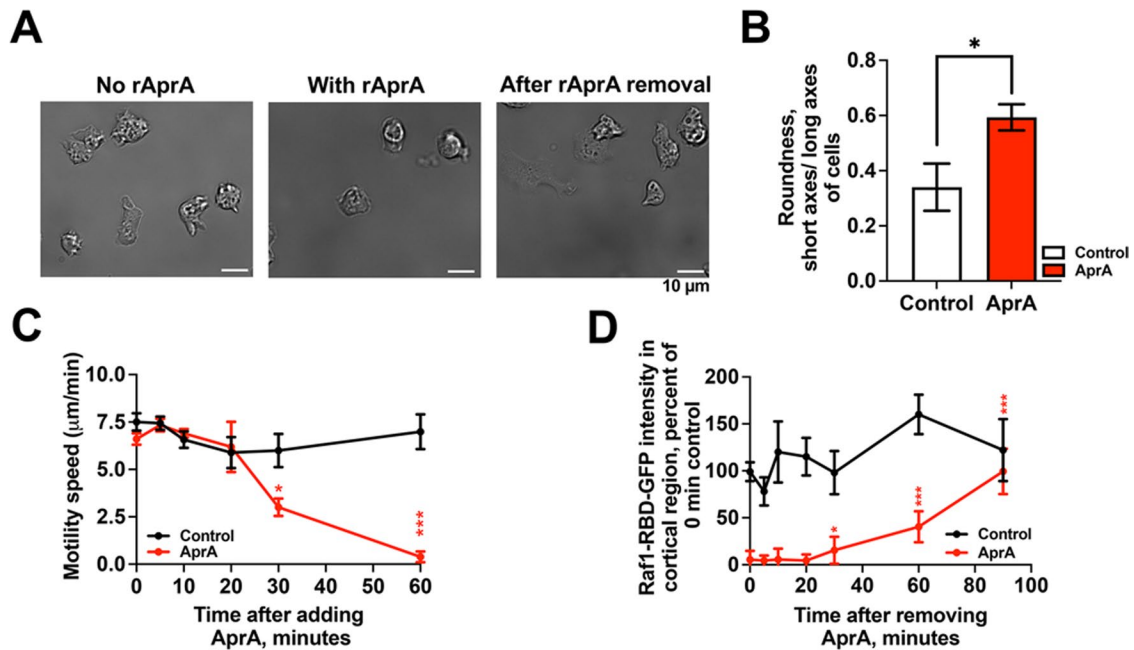 A
No rAprA
With rAprA
After rAprA removal
10 µm
B
Roundness,
short axes/ long axes
of cells
0.8
0.6
0.4
0.2
0.0
*
Control
AprA
Control
AprA
C
Motility speed (µm/min)
10.0
7.5
5.0
2.5
0.0
*
***
Control
AprA
0 10 20 30 40 50 60
Time after adding
AprA, minutes
D
Raf1-RBD-GFP intensity in
cortical region, percent of
0 min control
200
150
100
50
0
*
***
***
Control
AprA
0 20 40 60 80 100
Time after removing
AprA, minutes